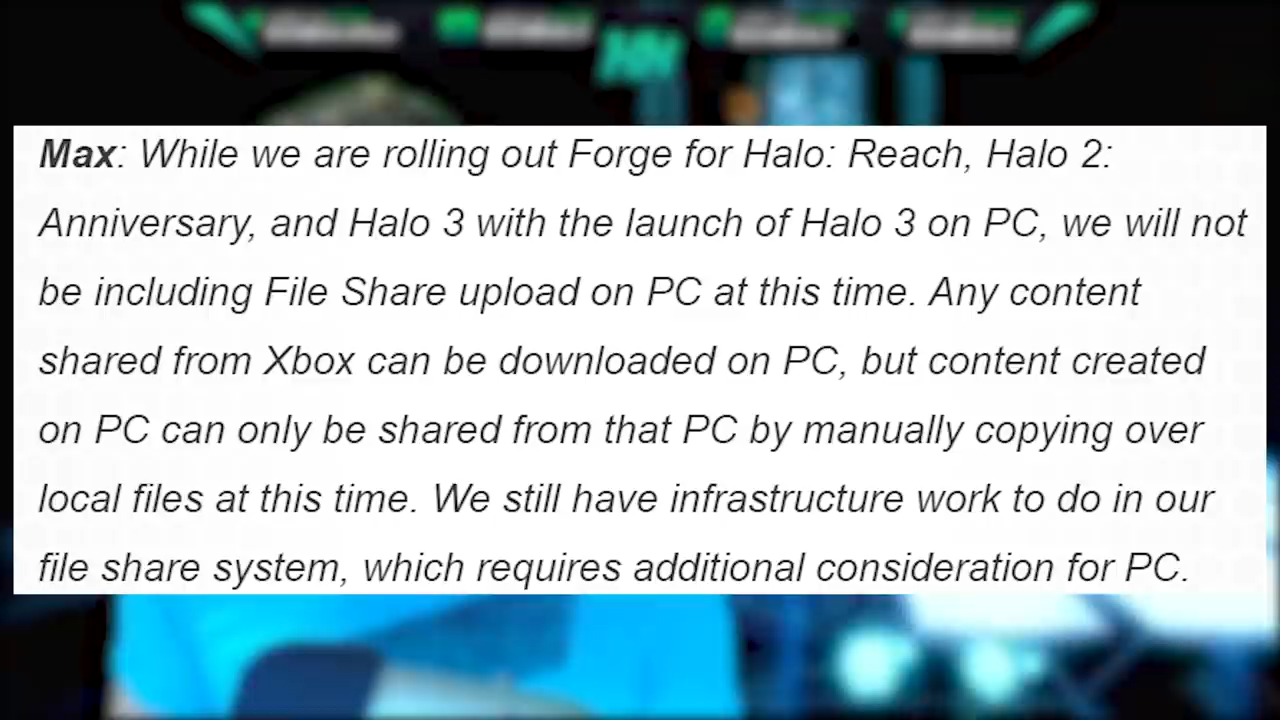 Max: While we are rolling out Forge for Halo: Reach, Halo 2:
Anniversary, and Halo 3 with the launch of Halo 3 on PC, we will not
be including File Share upload on PC at this time. Any content
shared from Xbox can be downloaded on PC, but content created
on PC can only be shared from that PC by manually copying over
local files at this time. We still have infrastructure work to do in our
file share system, which requires additional consideration for PC.